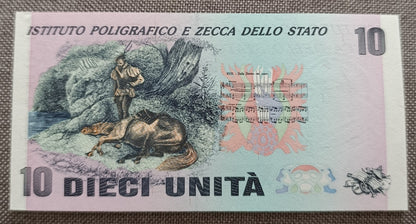 ISTITUTO POLIGRAFICO E ZECCA DELLO STATO
10
10 DIECI UNITÀ